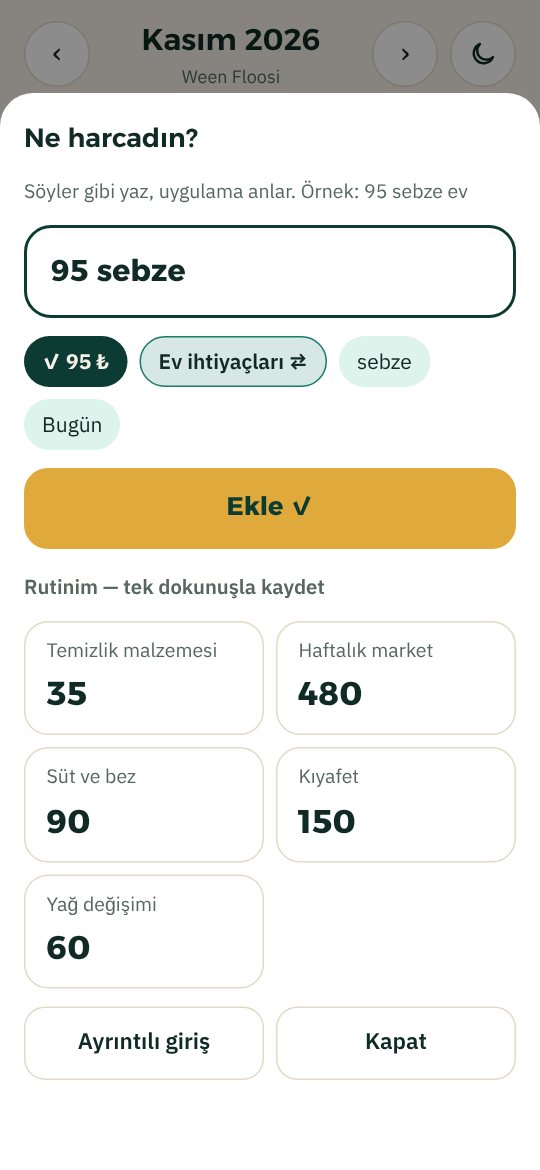 ‹ Kasım 2026 ›
Ween Floosi
Ne harcadın?
Söyler gibi yaz, uygulama anlar. Örnek: 95 sebze ev
95 sebze
✓ 95 ₺ Ev ihtiyaçları ⇄ sebze
Bugün
Ekle ✓
Rutinim — tek dokunuşla kaydet
Temizlik malzemesi Haftalık market
35 480
Süt ve bez Kıyafet
90 150
Yağ değişimi
60
Ayrıntılı giriş Kapat